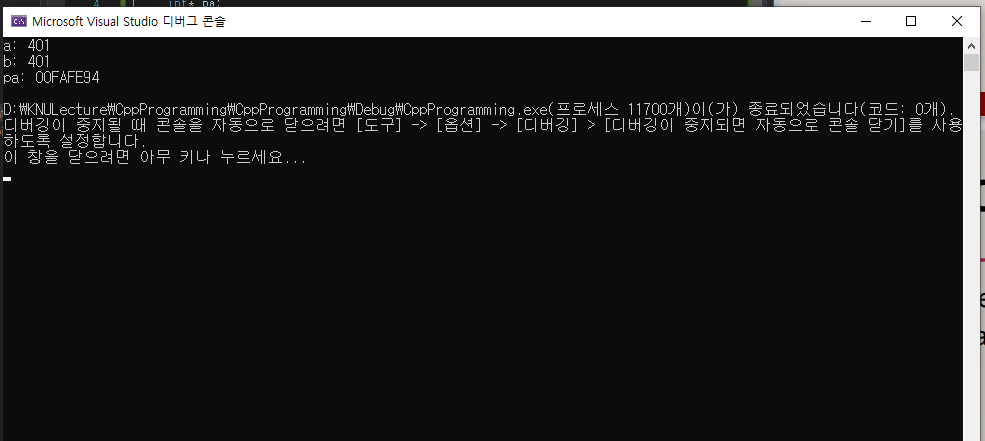 4 int* pa;
Microsoft Visual Studio 디버그 콘솔
a: 401
b: 401
pa: 00FAFE94
D:₩KNULecture₩CppProgramming₩CppProgramming₩Debug₩CppProgramming.exe(프로세스 11700개)이(가) 종료되었습니다(코드: 0개).
디버깅이 중지될 때 콘솔을 자동으로 닫으려면 [도구] -> [옵션] -> [디버깅] > [디버깅이 중지되면 자동으로 콘솔 닫기]를 사용
하도록 설정합니다.
이 창을 닫으려면 아무 키나 누르세요...